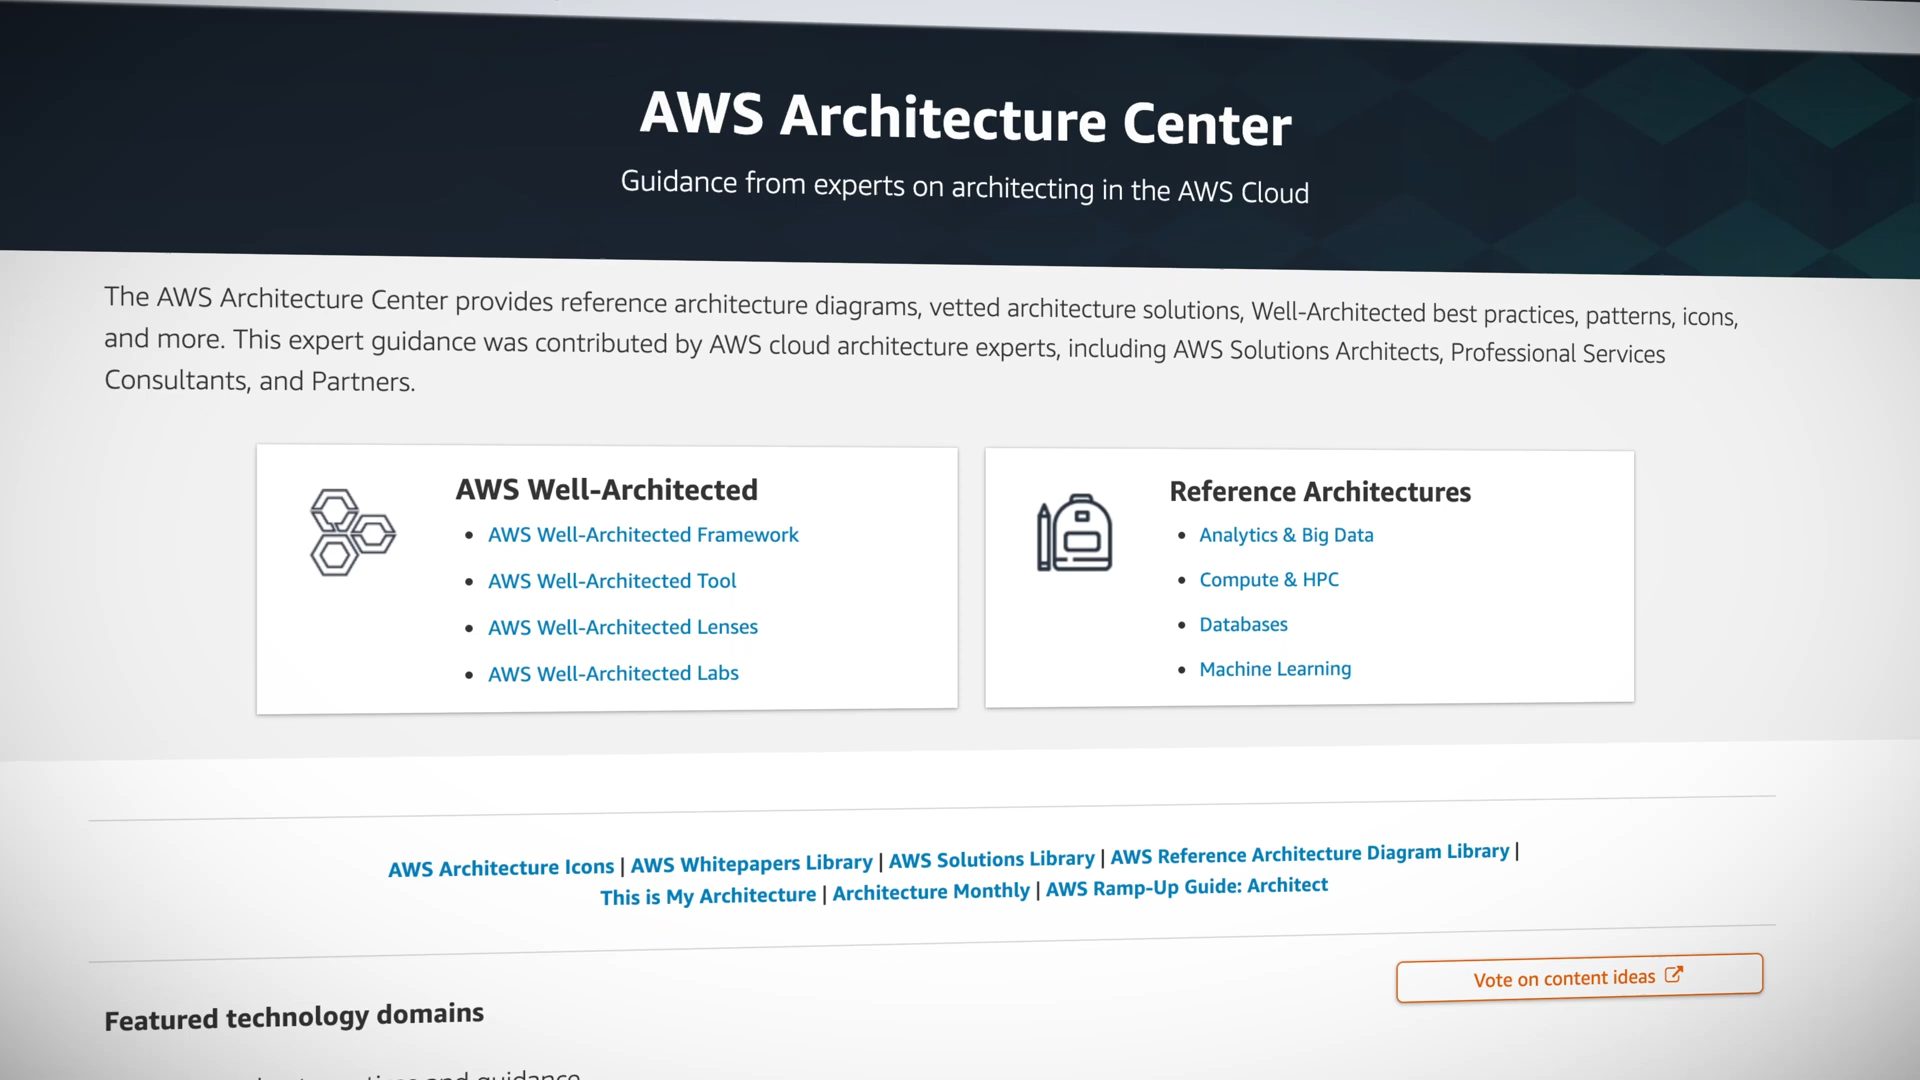 AWS Architecture Center
Guidance from experts on architecting in the AWS Cloud
The AWS Architecture Center provides reference architecture diagrams, vetted architecture solutions, Well-Architected best practices, patterns, icons,
and more. This expert guidance was contributed by AWS cloud architecture experts, including AWS Solutions Architects, Professional Services
Consultants, and Partners.
AWS Well-Architected
• AWS Well-Architected Framework
• AWS Well-Architected Tool
• AWS Well-Architected Lenses
• AWS Well-Architected Labs
Reference Architectures
• Analytics & Big Data
• Compute & HPC
• Databases
• Machine Learning
AWS Architecture Icons | AWS Whitepapers Library | AWS Solutions Library | AWS Reference Architecture Diagram Library |
This is My Architecture | Architecture Monthly | AWS Ramp-Up Guide: Architect
Vote on content ideas
Featured technology domains
and guidance